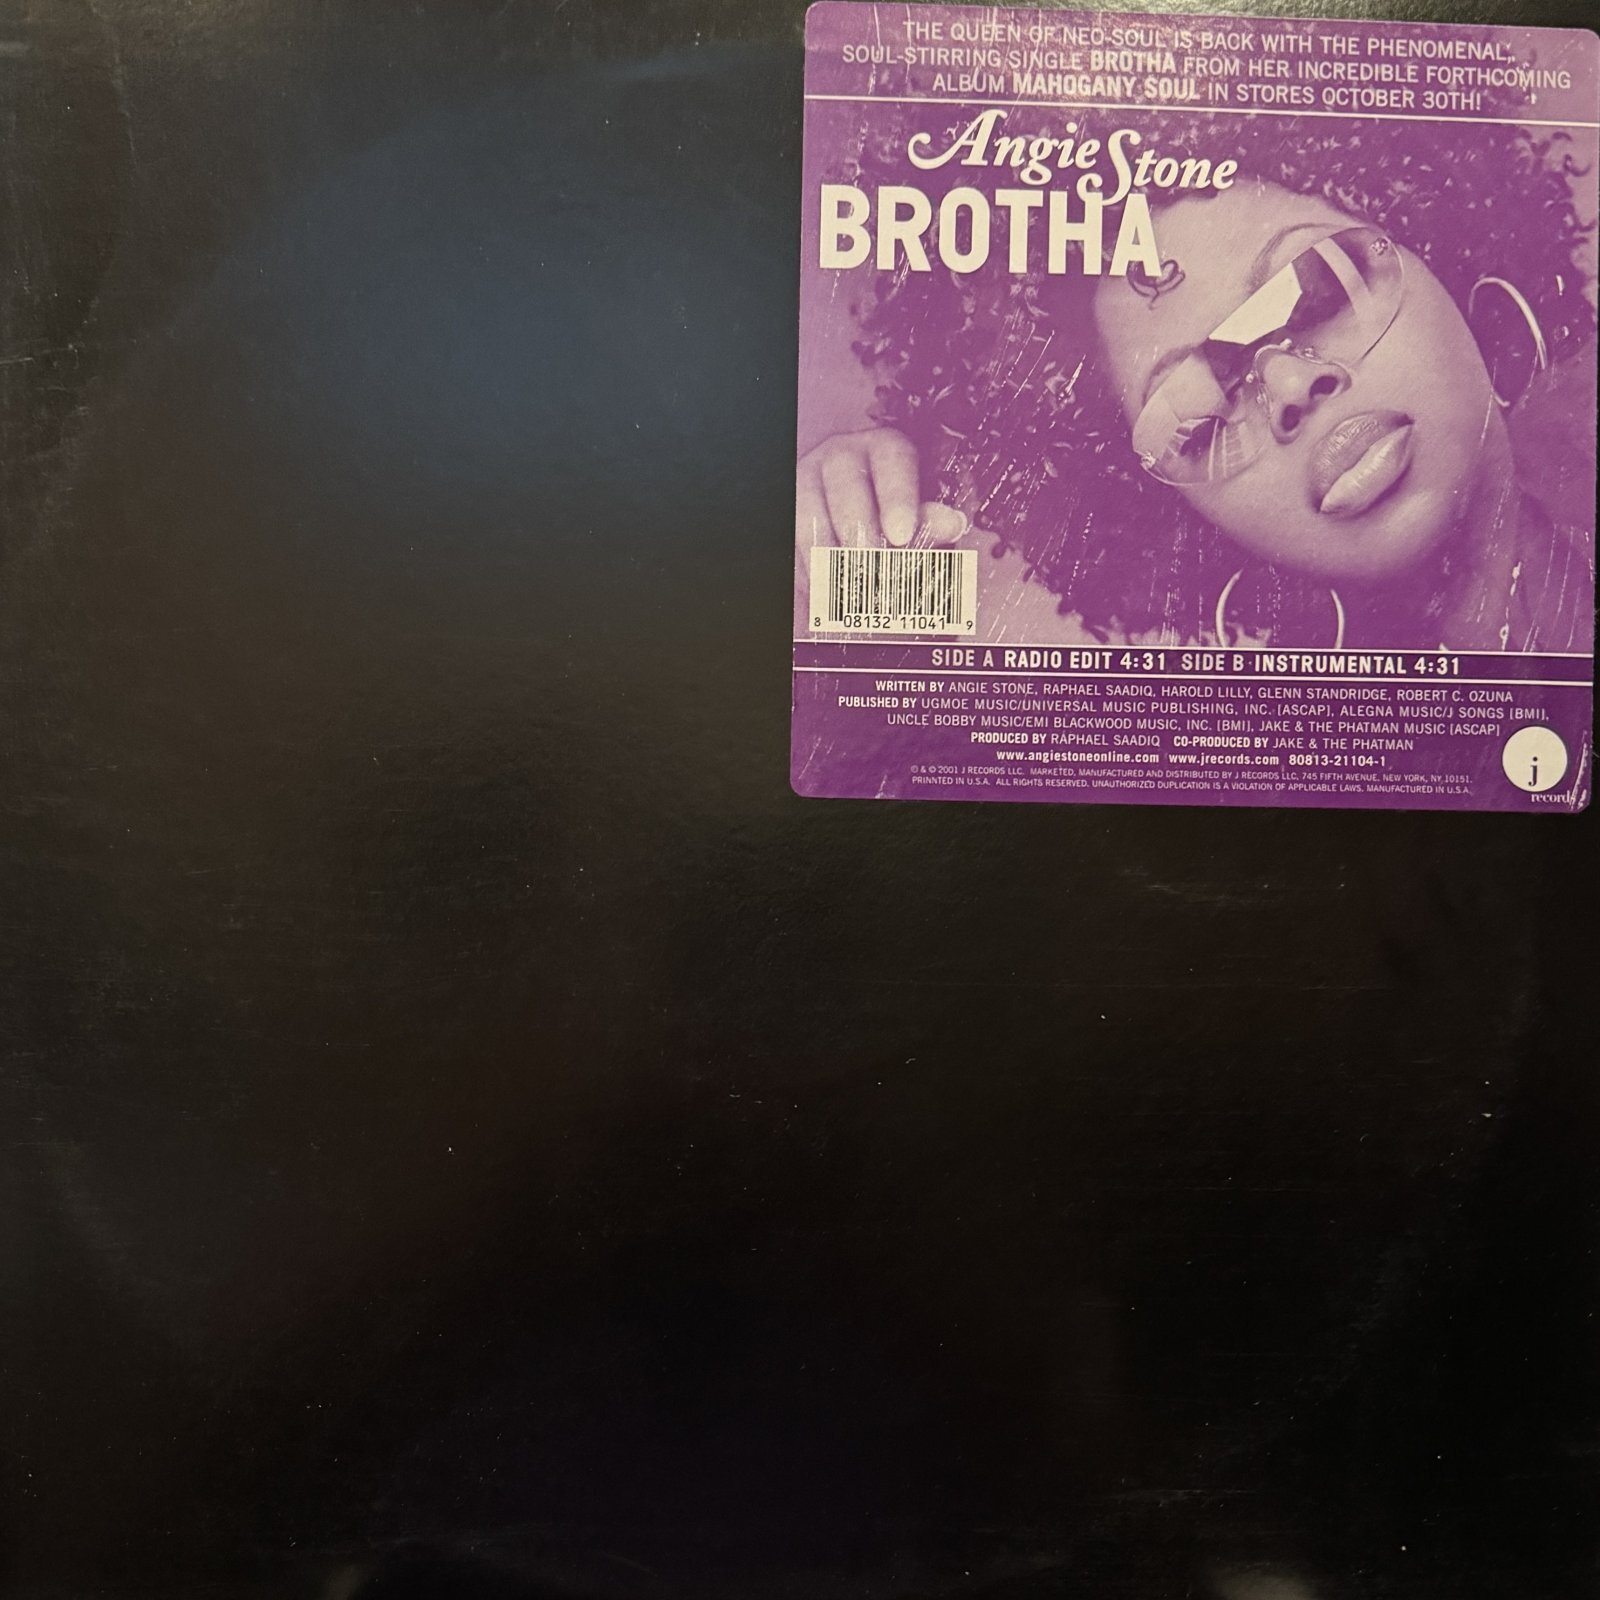 THE QUEEN OF NEO-SOUL IS BACK WITH THE PHENOMENAL,
SOUL-STIRRING SINGLE BROTHA FROM HER INCREDIBLE FORTHCOMING
ALBUM MAHOGANY SOUL IN STORES OCTOBER 30TH!
Angie Stone
BROTHA
8 08132 11041 9
SIDE A RADIO EDIT 4:31 SIDE B · INSTRUMENTAL 4:31
WRITTEN BY ANGIE STONE, RAPHAEL SAADIQ, HAROLD LILLY, GLENN STANDRIDGE, ROBERT C. OZUNA
PUBLISHED BY UGMOE MUSIC/UNIVERSAL MUSIC PUBLISHING, INC. [ASCAP], ALEGNA MUSIC/J SONGS [BMI],
UNCLE BOBBY MUSIC/EMI BLACKWOOD MUSIC, INC. [BMI], JAKE & THE PHATMAN MUSIC [ASCAP]
PRODUCED BY RAPHAEL SAADIQ CO-PRODUCED BY JAKE & THE PHATMAN
www.angiestoneonline.com www.jrecords.com 80813-21104-1
℗ & © 2001 J RECORDS LLC. MARKETED, MANUFACTURED AND DISTRIBUTED BY J RECORDS LLC, 745 FIFTH AVENUE, NEW YORK, NY 10151.
PRINNTED IN U.S.A. ALL RIGHTS RESERVED. UNAUTHORIZED DUPLICATION IS A VIOLATION OF APPLICABLE LAWS. MANUFACTURED IN U.S.A.
j
records